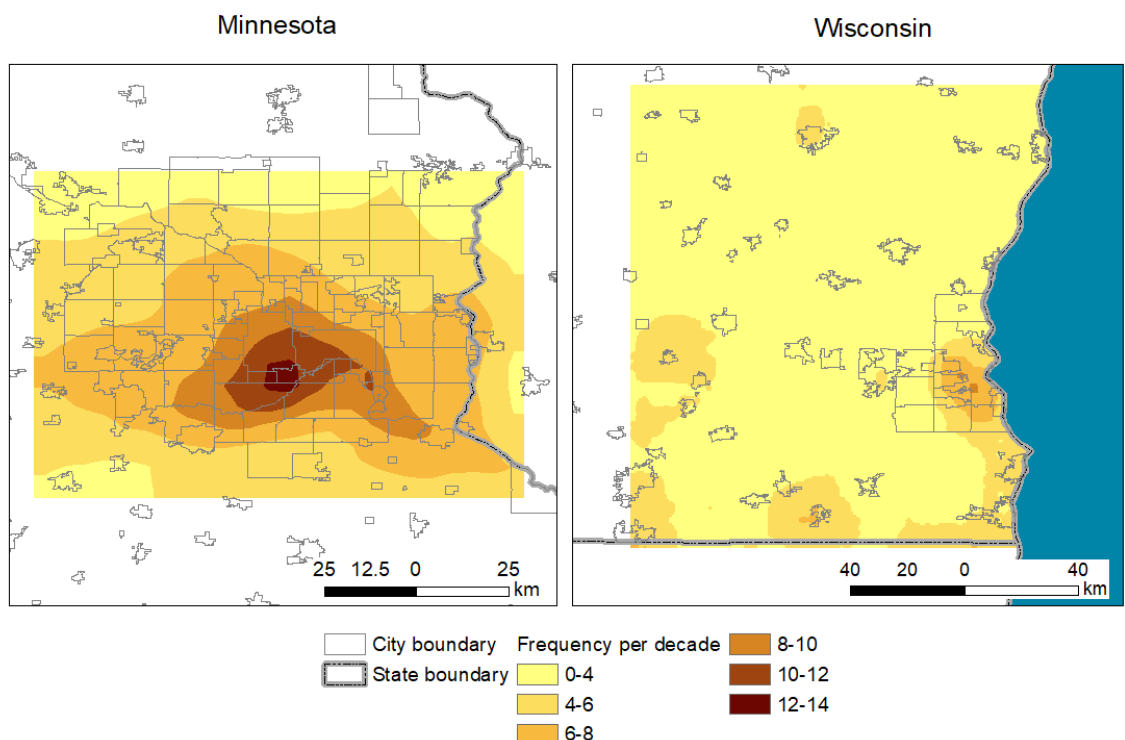 Minnesota
Wisconsin
25 12.5 0 25
km
40 20 0 40
km
City boundary
State boundary
Frequency per decade
0-4
4-6
6-8
8-10
10-12
12-14